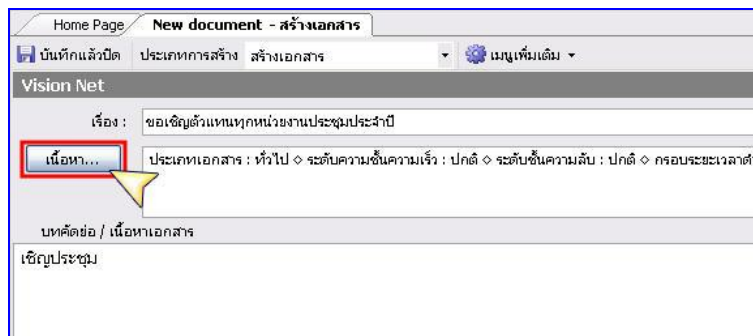 Home Page New document - สร้างเอกสาร
บันทึกแล้วปิด ประเภทการสร้าง สร้างเอกสาร เมนูเพิ่มเติม
Vision Net
เรื่อง : ขอเชิญตัวแทนทุกหน่วยงานประชุมประจำปี
เนื้อหา... ประเภทเอกสาร : ทั่วไป ◇ ระดับความชั้นความเร็ว : ปกติ ◇ ระดับชั้นความลับ : ปกติ ◇ กรอบระยะเวลาดำ
บทคัดย่อ / เนื้อหาเอกสาร
เชิญประชุม